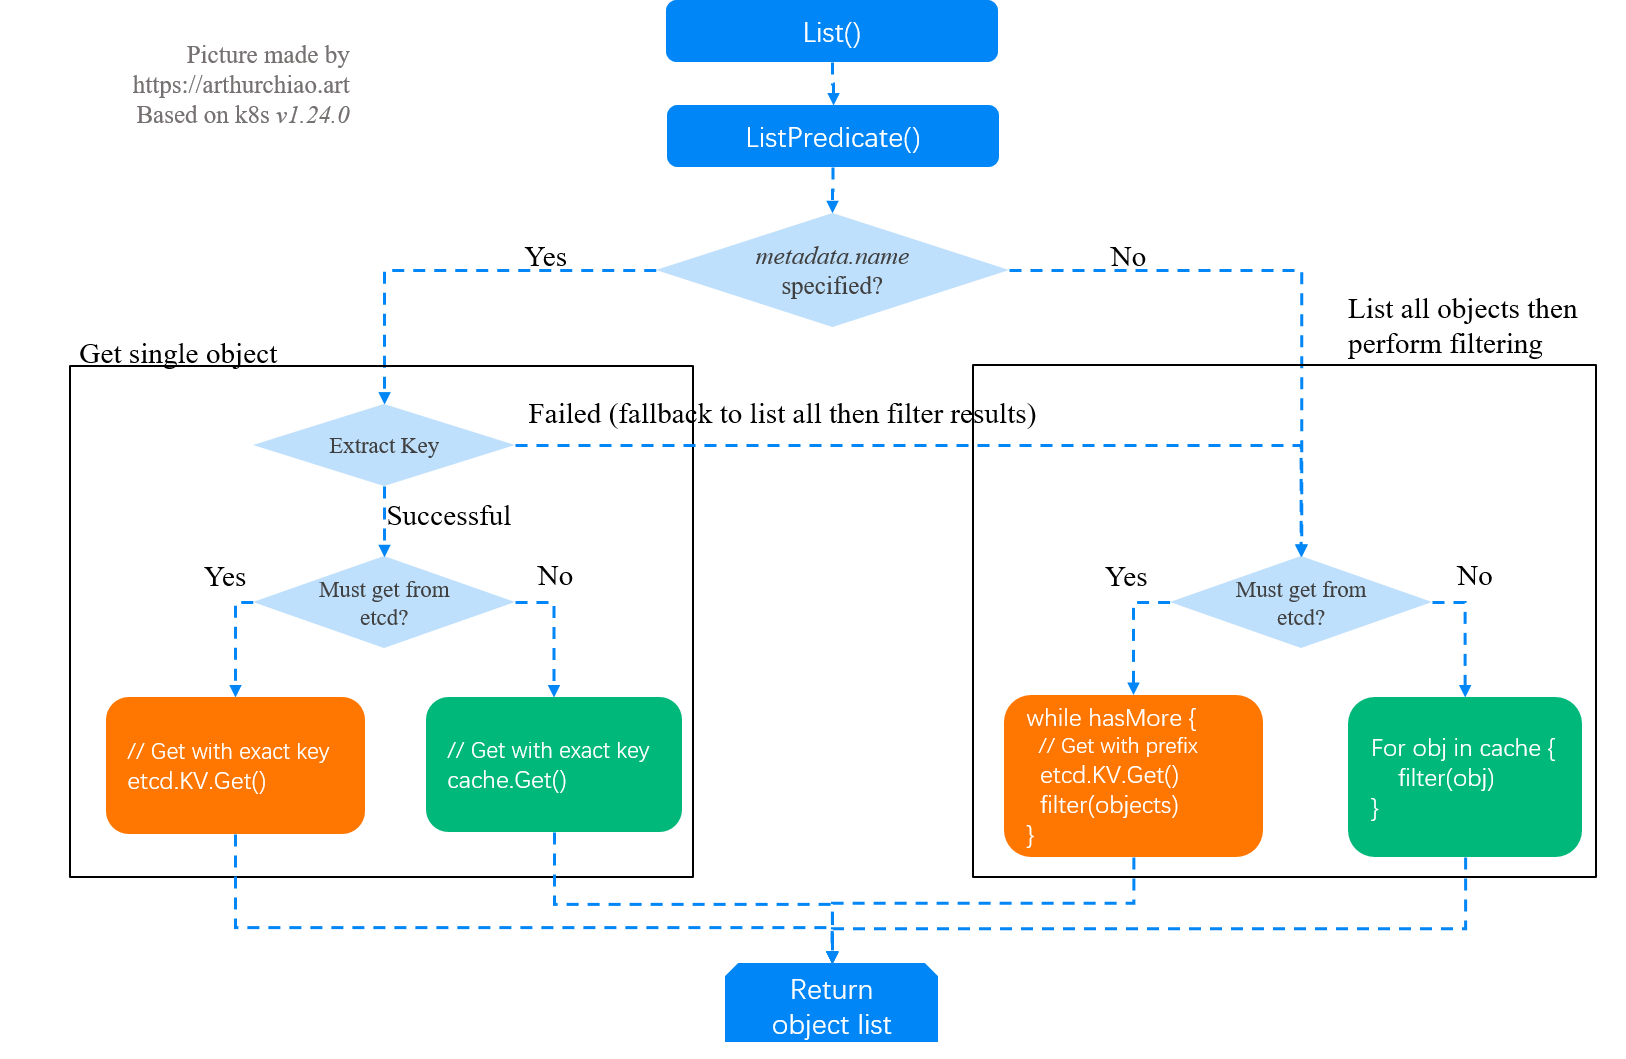 List()
Picture made by
https://arthurchiao.art
Based on k8s v1.24.0
ListPredicate()
Yes
metadata.name
specified?
No
List all objects then
perform filtering
Get single object
Failed (fallback to list all then filter results)
Extract Key
Successful
Yes
Must get from
etcd?
No
Yes
Must get from
etcd?
No
// Get with exact key
etcd.KV.Get()
// Get with exact key
cache.Get()
while hasMore {
// Get with prefix
etcd.KV.Get()
filter(objects)
}
For obj in cache {
filter(obj)
}
Return
object list